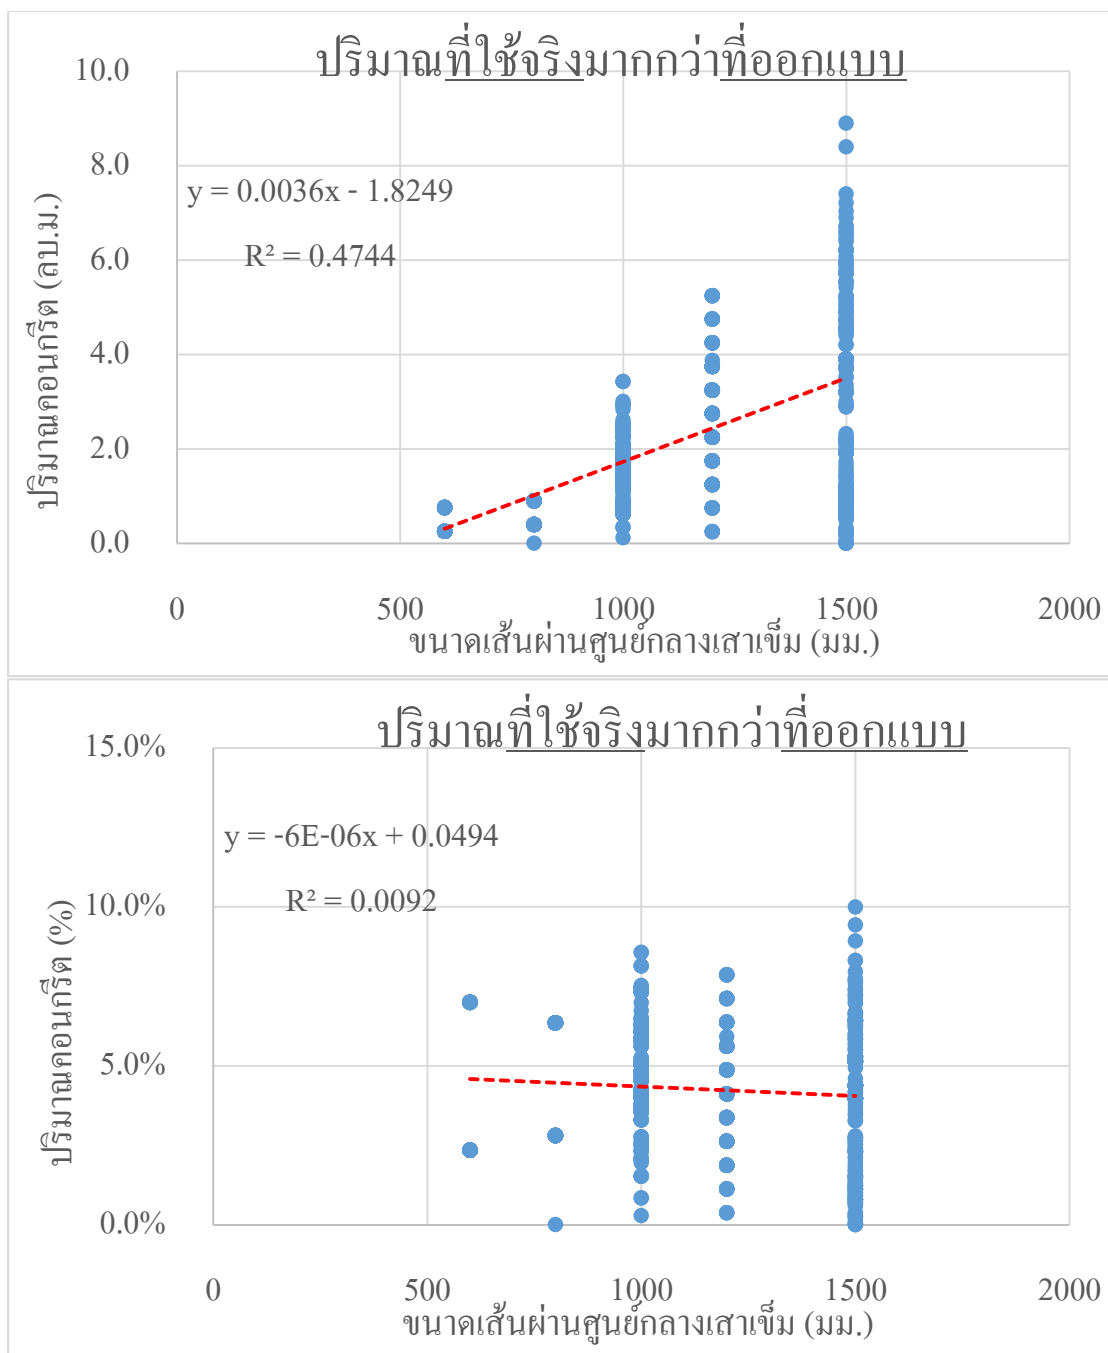 ปริมาณที่ใช้จริงมากกว่าที่ออกแบบ
10.0
8.0
y = 0.0036x - 1.8249
R² = 0.4744
6.0
ปริมาณคอนกรีต (ลบ.ม.)
4.0
2.0
0.0
0 500 1000 1500 2000
ขนาดเส้นผ่านศูนย์กลางเสาเข็ม (มม.)
ปริมาณที่ใช้จริงมากกว่าที่ออกแบบ
15.0%
y = -6E-06x + 0.0494
R² = 0.0092
10.0%
ปริมาณคอนกรีต (%)
5.0%
0.0%
0 500 1000 1500 2000
ขนาดเส้นผ่านศูนย์กลางเสาเข็ม (มม.)